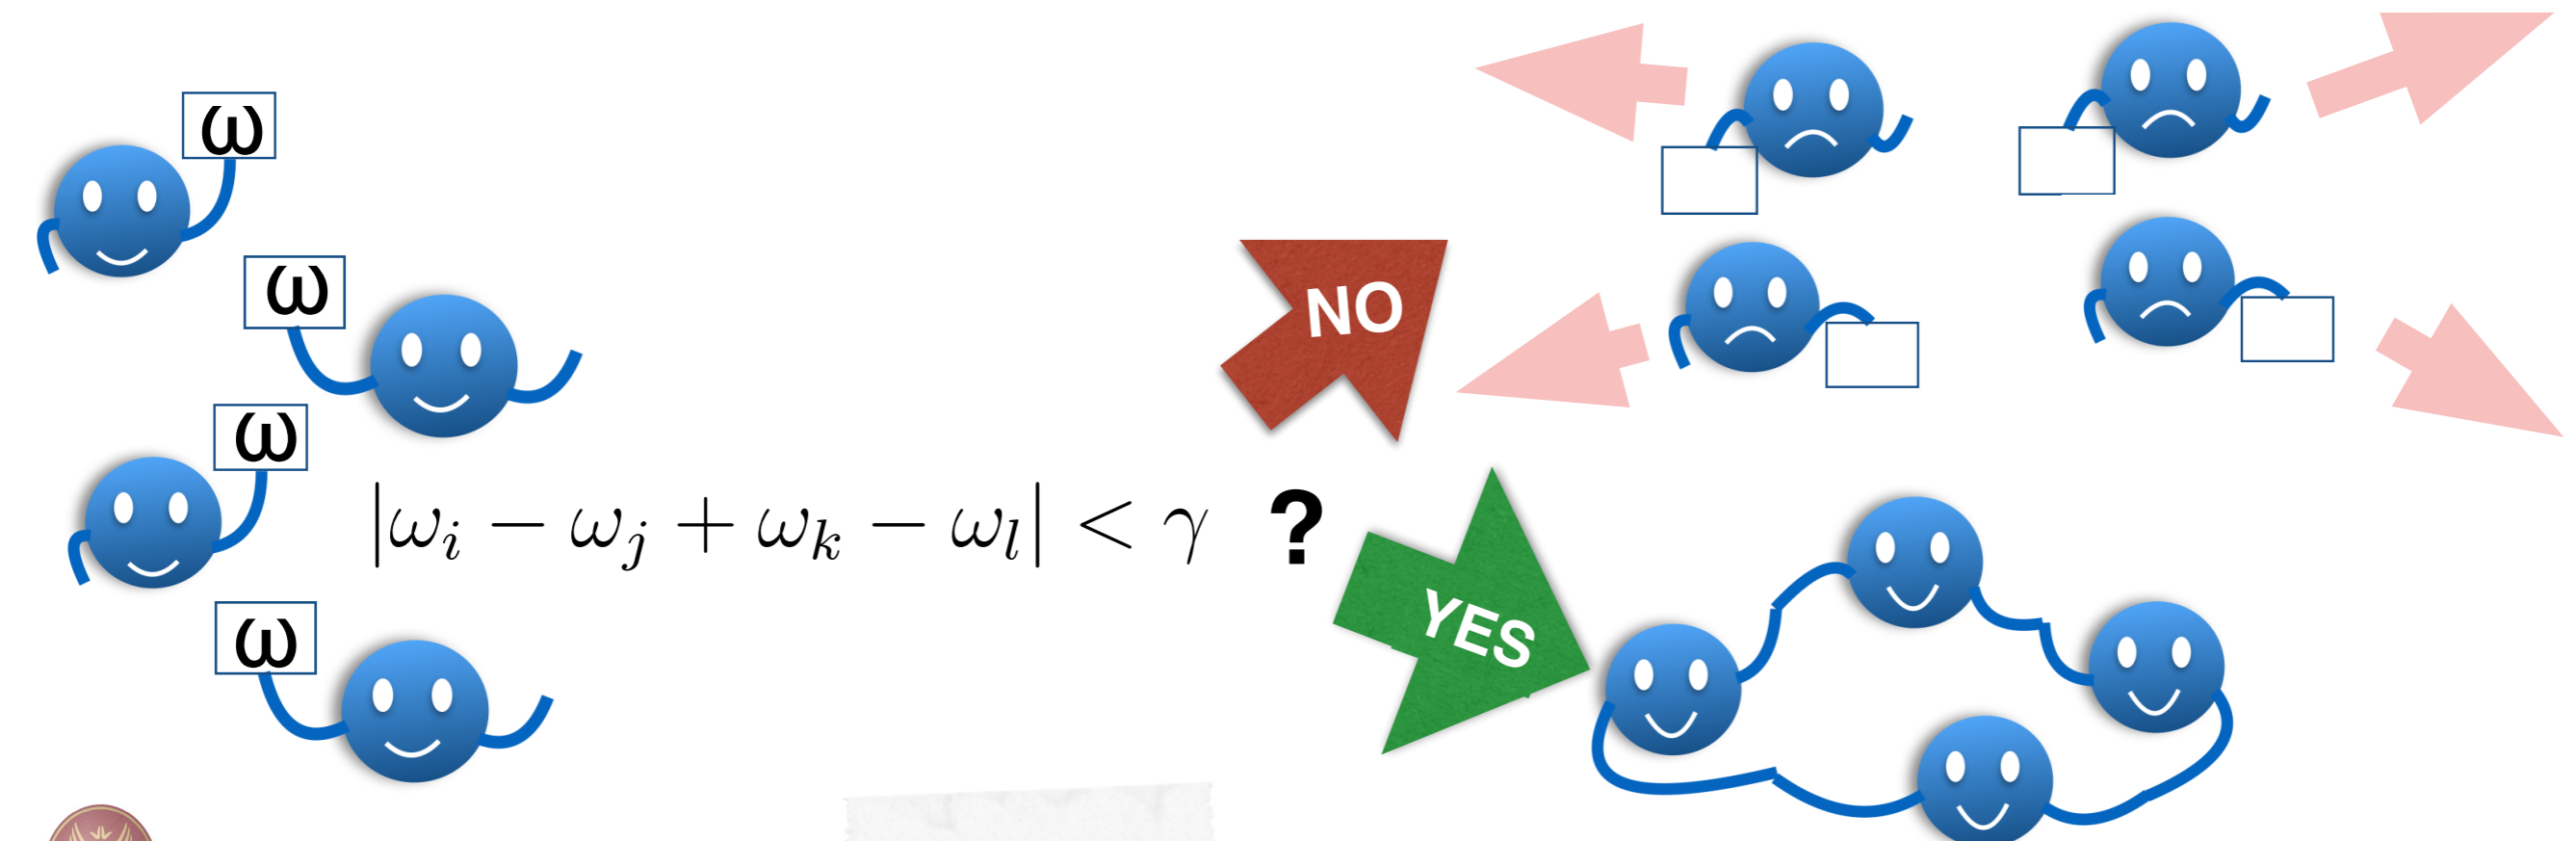 ω
ω
ω
ω
|ωᵢ − ωⱼ + ωₖ − ωₗ| < γ ?
NO
YES